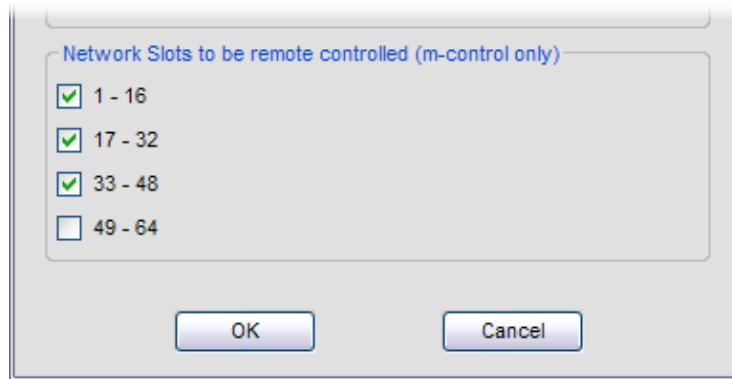 Network Slots to be remote controlled (m-control only)
1 - 16
17 - 32
33 - 48
49 - 64
OK Cancel